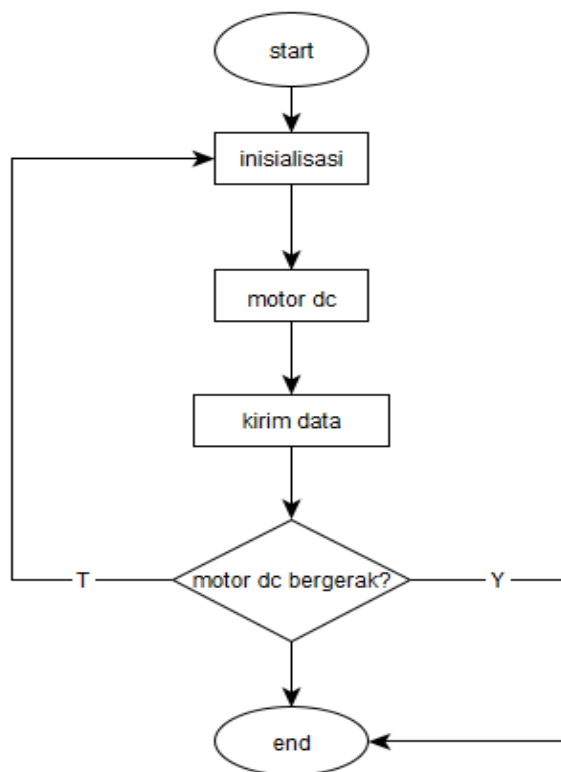 start
inisialisasi
motor dc
kirim data
T
motor dc bergerak?
Y
end